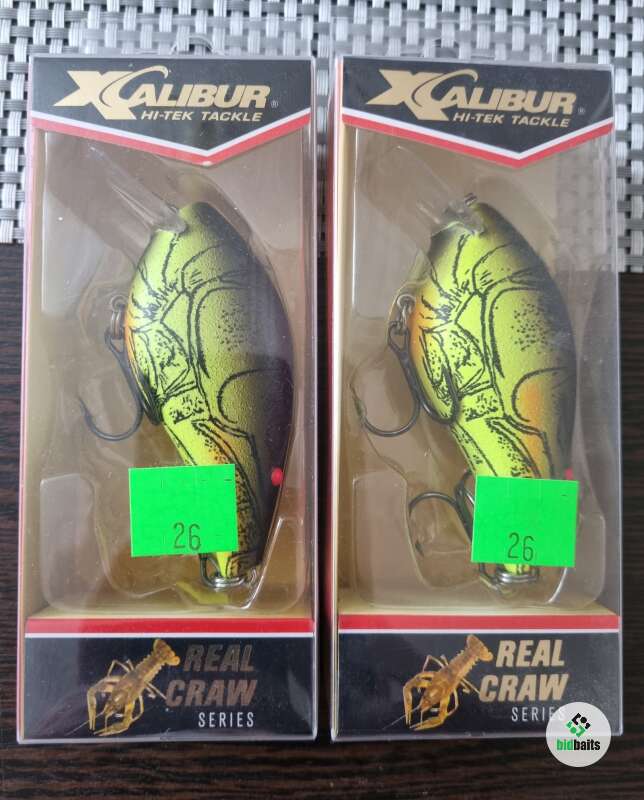 XCALIBUR®
HI-TEK TACKLE
26
REAL
CRAW
SERIES
XCALIBUR®
HI-TEK TACKLE
26
REAL
CRAW
SERIES
bidbaits